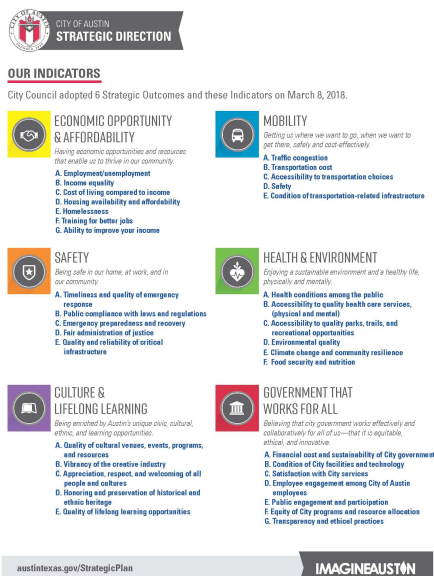 CITY OF AUSTIN
STRATEGIC DIRECTION
OUR INDICATORS
City Council adopted 6 Strategic Outcomes and these Indicators on March 8, 2018.
ECONOMIC OPPORTUNITY
& AFFORDABILITY
Having economic opportunities and resources
that enable us to thrive in our community.
A. Employment/unemployment
B. Income equality
C. Cost of living compared to income
D. Housing availability and affordability
E. Homelessness
F. Training for better jobs
G. Ability to improve your income
MOBILITY
Getting us where we want to go, when we want to
get there, safely and cost-effectively.
A. Traffic congestion
B. Transportation cost
C. Accessibility to transportation choices
D. Safety
E. Condition of transportation-related infrastructure
SAFETY
Being safe in our home, at work, and in
our community.
A. Timeliness and quality of emergency
response
B. Public compliance with laws and regulations
C. Emergency preparedness and recovery
D. Fair administration of justice
E. Quality and reliability of critical
infrastructure
HEALTH & ENVIRONMENT
Enjoying a sustainable environment and a healthy life,
physically and mentally.
A. Health conditions among the public
B. Accessibility to quality health care services,
(physical and mental)
C. Accessibility to quality parks, trails, and
recreational opportunities
D. Environmental quality
E. Climate change and community resilience
F. Food security and nutrition
CULTURE &
LIFELONG LEARNING
Being enriched by Austin's unique civic, cultural,
ethnic, and learning opportunities.
A. Quality of cultural venues, events, programs,
and resources
B. Vibrancy of the creative industry
C. Appreciation, respect, and welcoming of all
people and cultures
D. Honoring and preservation of historical and
ethnic heritage
E. Quality of lifelong learning opportunities
GOVERNMENT THAT
WORKS FOR ALL
Believing that city government works effectively and
collaboratively for all of us—that it is equitable,
ethical, and innovative.
A. Financial cost and sustainability of City government
B. Condition of City facilities and technology
C. Satisfaction with City services
D. Employee engagement among City of Austin
employees
E. Public engagement and participation
F. Equity of City programs and resource allocation
G. Transparency and ethical practices
austintexas.gov/StrategicPlan
IMAGINEAUSTIN